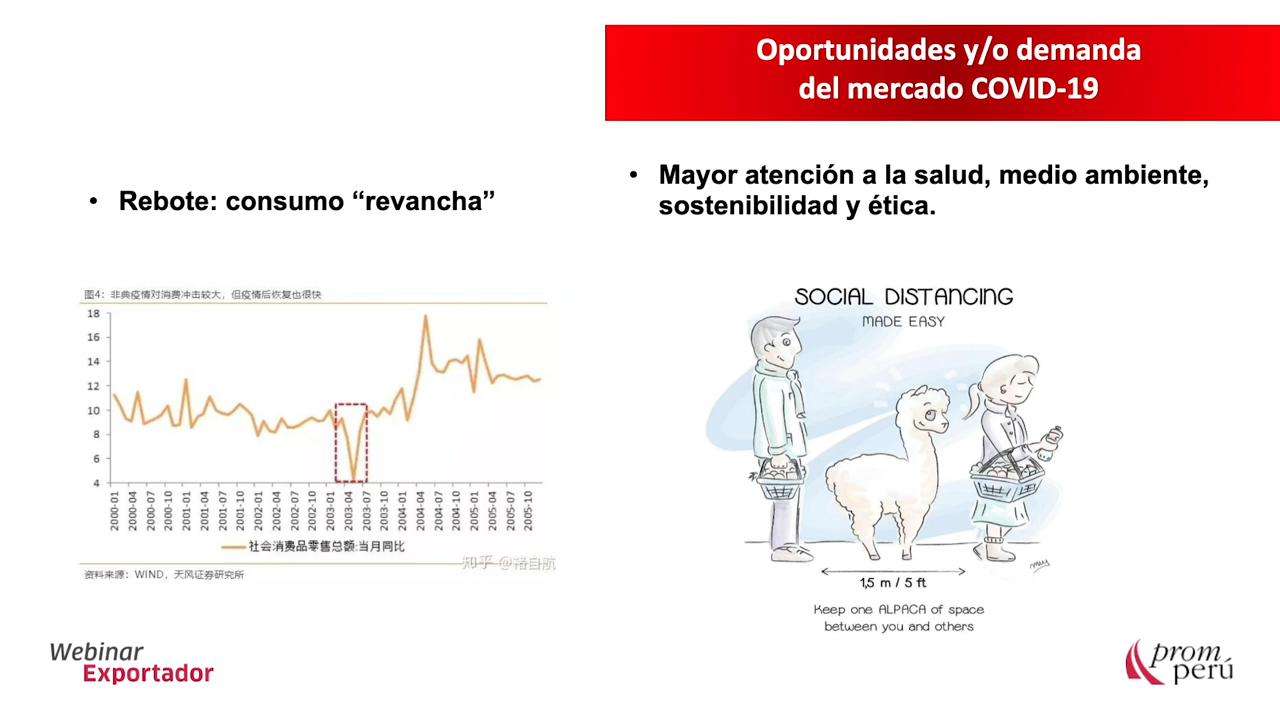 Oportunidades y/o demanda
del mercado COVID-19
• Rebote: consumo “revancha”
图4：非典疫情对消费冲击较大，但疫情后恢复也很快
18
16
14
12
10
8
6
4
2000-01
2000-04
2000-07
2000-10
2001-01
2001-04
2001-07
2001-10
2002-01
2002-04
2002-07
2002-10
2003-01
2003-04
2003-07
2003-10
2004-01
2004-04
2004-07
2004-10
2005-01
2005-04
2005-07
2005-10
社会消费品零售总额:当月同比
知乎
资料来源：WIND，天风证券研究所
• Mayor atención a la salud, medio ambiente,
sostenibilidad y ética.
SOCIAL DISTANCING
MADE EASY
1,5 m / 5 ft
Keep one ALPACA of space
between you and others
Webinar
Exportador
prom
perú